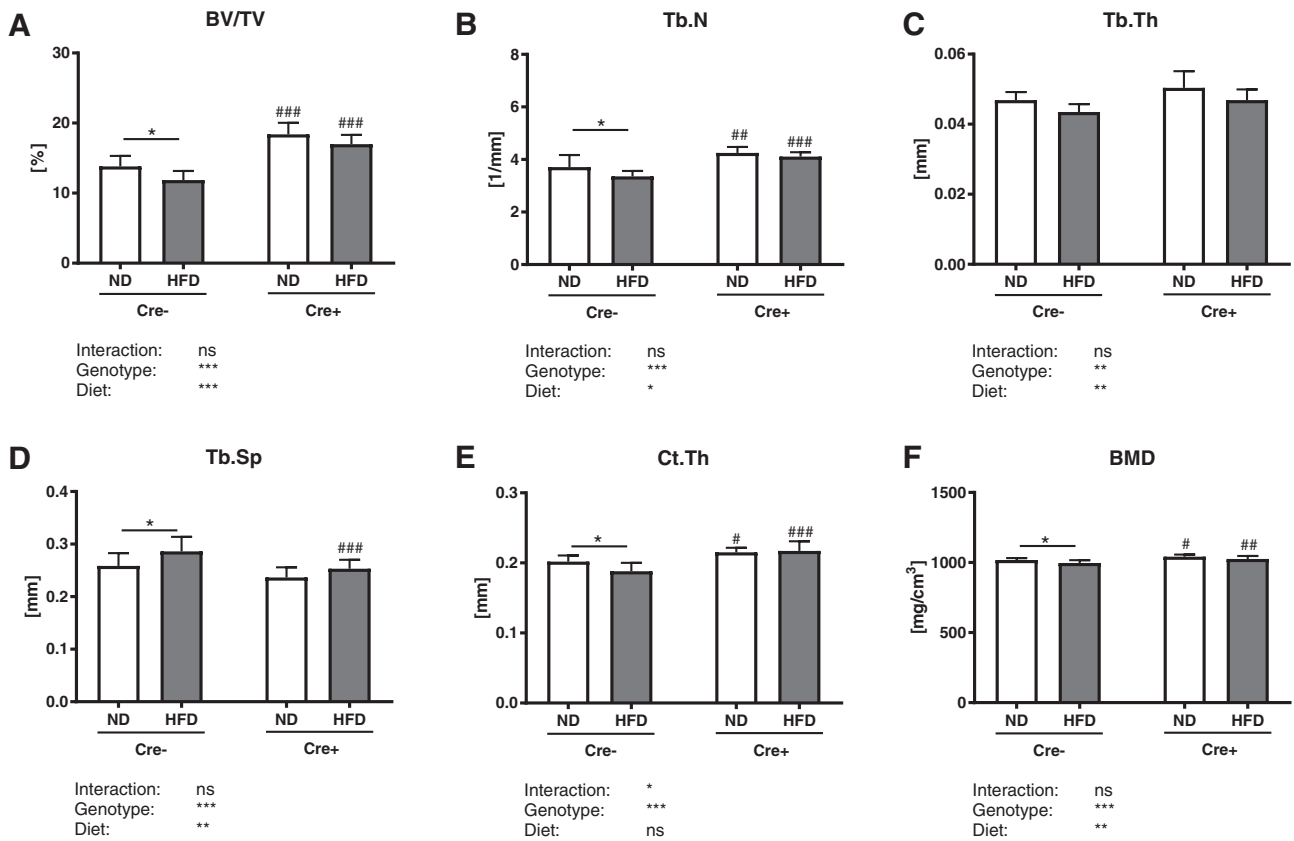 A
BV/TV
30
20
10
0
[%]
*
###
###
ND
HFD
ND
HFD
Cre-
Cre+
Interaction: ns
Genotype: ***
Diet: ***
B
Tb.N
8
6
4
2
0
[1/mm]
*
##
###
ND
HFD
ND
HFD
Cre-
Cre+
Interaction: ns
Genotype: ***
Diet: *
C
Tb.Th
0.06
0.04
0.02
0.00
[mm]
ND
HFD
ND
HFD
Cre-
Cre+
Interaction: ns
Genotype: **
Diet: **
D
Tb.Sp
0.4
0.3
0.2
0.1
0.0
[mm]
*
###
ND
HFD
ND
HFD
Cre-
Cre+
Interaction: ns
Genotype: ***
Diet: **
E
Ct.Th
0.3
0.2
0.1
0.0
[mm]
*
#
###
ND
HFD
ND
HFD
Cre-
Cre+
Interaction: *
Genotype: ***
Diet: ns
F
BMD
1500
1000
500
0
[mg/cm³]
*
#
##
ND
HFD
ND
HFD
Cre-
Cre+
Interaction: ns
Genotype: ***
Diet: **